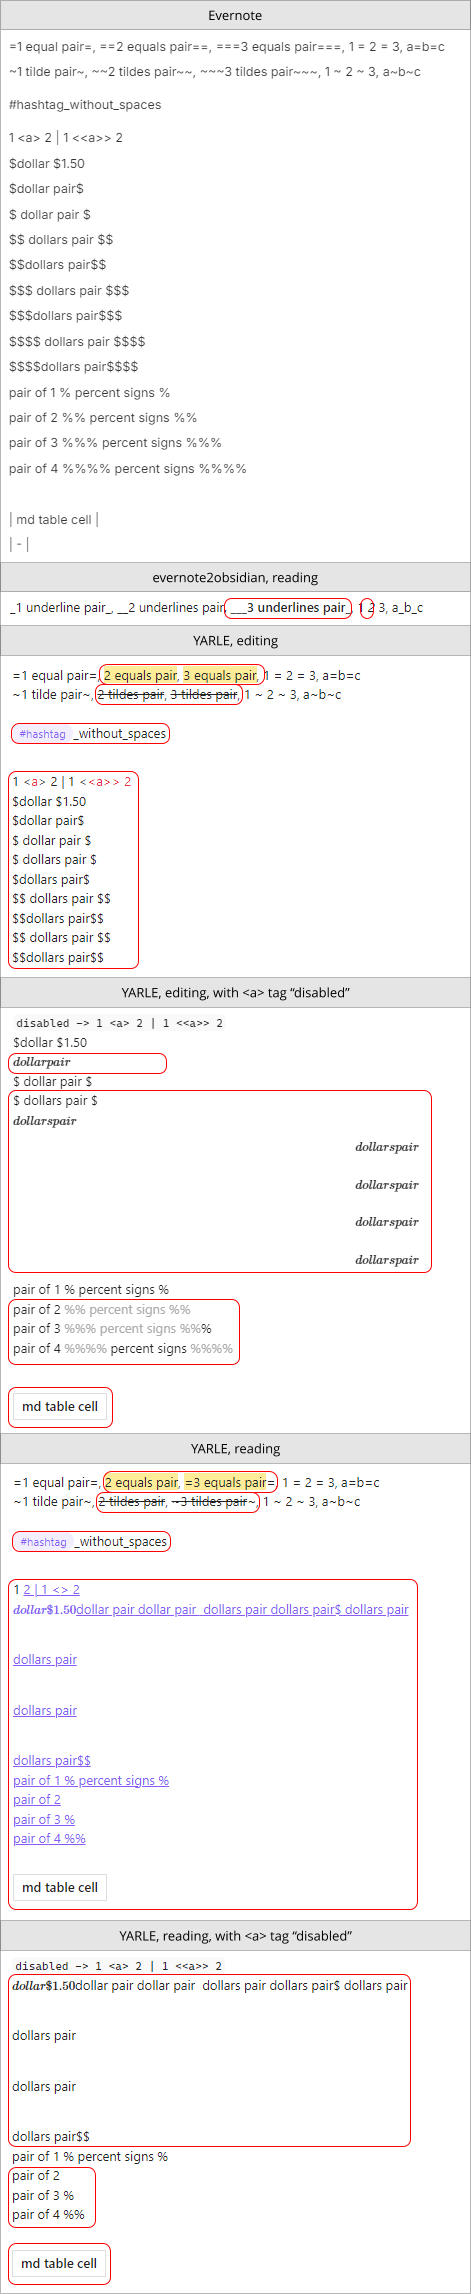 Evernote
=1 equal pair=, ==2 equals pair==, ===3 equals pair===, 1 = 2 = 3, a=b=c
~1 tilde pair~, ~~2 tildes pair~~, ~~~3 tildes pair~~~, 1 ~ 2 ~ 3, a~b~c
#hashtag_without_spaces
1 <a> 2 | 1 <<a>> 2
$dollar $1.50
$dollar pair$
$ dollar pair $
$$ dollars pair $$
$$dollars pair$$
$$$ dollars pair $$$
$$$dollars pair$$$
$$$$ dollars pair $$$$
$$$$dollars pair$$$$
pair of 1 % percent signs %
pair of 2 %% percent signs %%
pair of 3 %%% percent signs %%%
pair of 4 %%%% percent signs %%%%
| md table cell |
| - |
evernote2obsidian, reading
_1 underline pair_, __2 underlines pair, ___3 underlines pair_, 1 2 3, a_b_c
YARLE, editing
=1 equal pair=, 2 equals pair, 3 equals pair, 1 = 2 = 3, a=b=c
~1 tilde pair~, 2 tildes pair, 3 tildes pair, 1 ~ 2 ~ 3, a~b~c
#hashtag_without_spaces
1 <a> 2 | 1 <<a>> 2
$dollar $1.50
$dollar pair$
$ dollar pair $
$ dollars pair $
$dollars pair$
$$ dollars pair $$
$$dollars pair$$
$$ dollars pair $$
$$dollars pair$$
YARLE, editing, with <a> tag “disabled”
disabled -> 1 <a> 2 | 1 <<a>> 2
$dollar $1.50
dollarpair
$ dollar pair $
$ dollars pair $
dollarspair
dollarspair
dollarspair
dollarspair
dollarspair
pair of 1 % percent signs %
pair of 2 %% percent signs %%
pair of 3 %%% percent signs %%%
pair of 4 %%%% percent signs %%%%
md table cell
YARLE, reading
=1 equal pair=, 2 equals pair, =3 equals pair=, 1 = 2 = 3, a=b=c
~1 tilde pair~, 2 tildes pair, ~3 tildes pair~, 1 ~ 2 ~ 3, a~b~c
#hashtag_without_spaces
1 2 | 1 <> 2
dollar$1.50dollar pair dollar pair  dollars pair dollars pair$ dollars pair
dollars pair
dollars pair
dollars pair$$
pair of 1 % percent signs %
pair of 2
pair of 3 %
pair of 4 %%
md table cell
YARLE, reading, with <a> tag “disabled”
disabled -> 1 <a> 2 | 1 <<a>> 2
dollar$1.50dollar pair dollar pair  dollars pair dollars pair$ dollars pair
dollars pair
dollars pair
dollars pair$$
pair of 1 % percent signs %
pair of 2
pair of 3 %
pair of 4 %%
md table cell